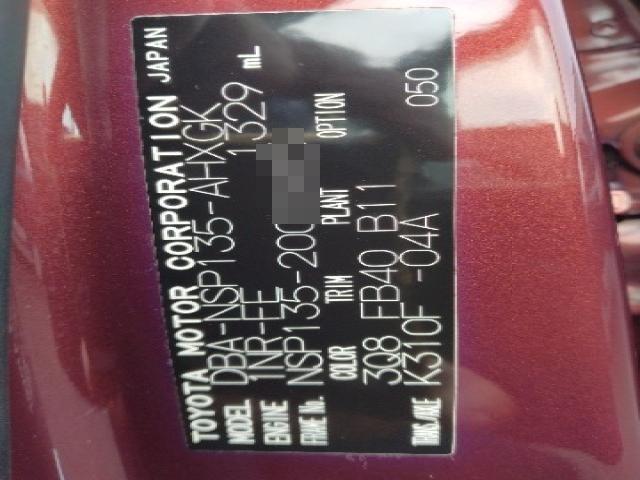 TOYOTA MOTOR CORPORATION JAPAN
MODEL DBA-NSP135-AHXGK
ENGINE 1NR-FE 1329 mL
FRAME No. NSP135-200
COLOR TRIM PLANT OPTION
3Q8 FB40 B11 050
TRANS./AXLE K310F -04A